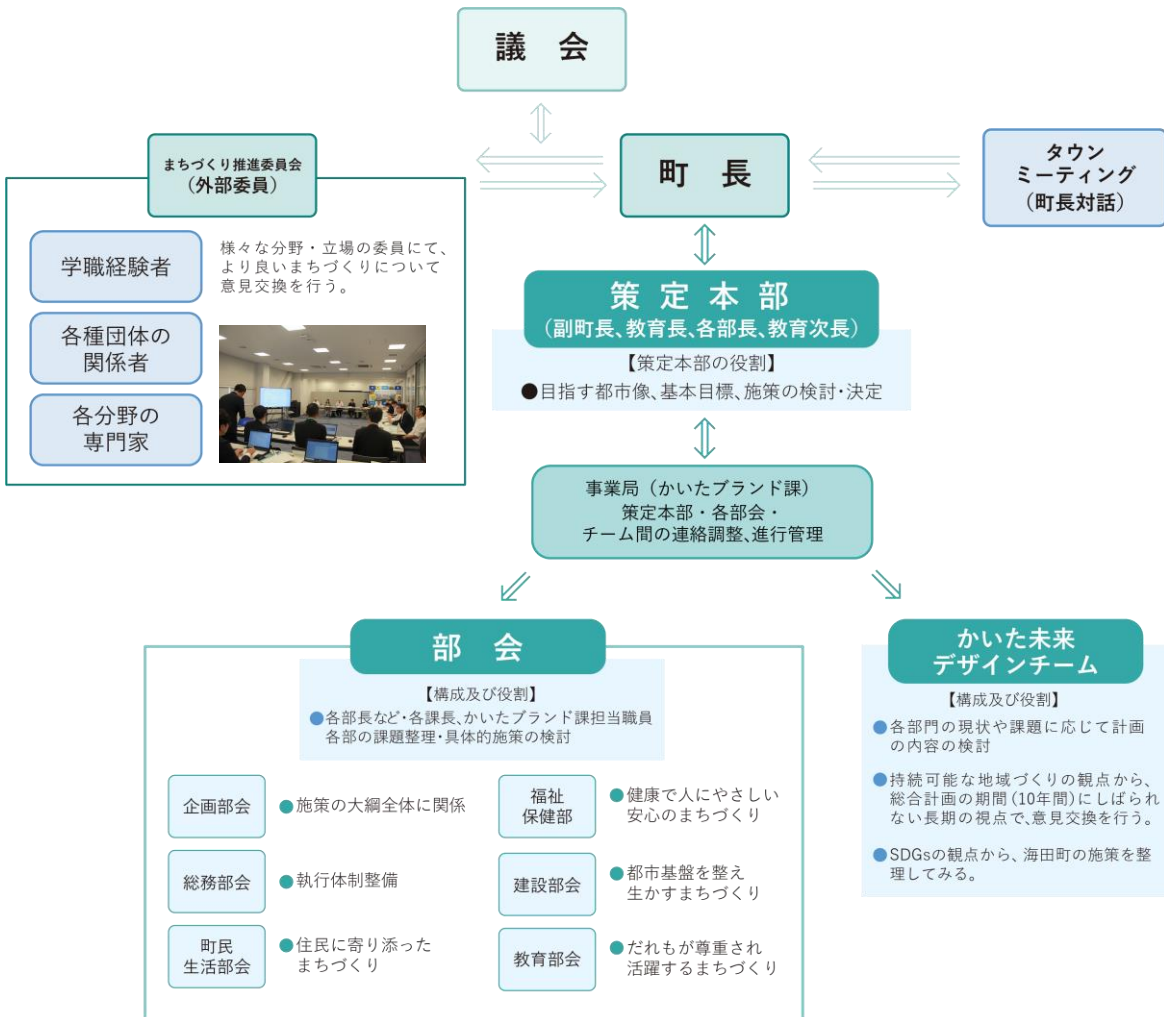 議 会
まちづくり推進委員会
（外部委員）
学職経験者
各種団体の
関係者
各分野の
専門家
様々な分野・立場の委員にて、
より良いまちづくりについて
意見交換を行う。
町 長
タウン
ミーティング
（町長対話）
策 定 本 部
（副町長、教育長、各部長、教育次長）
【策定本部の役割】
●目指す都市像、基本目標、施策の検討・決定
事業局（かいたブランド課）
策定本部・各部会・
チーム間の連絡調整、進行管理
部 会
【構成及び役割】
●各部長など・各課長、かいたブランド課担当職員
各部の課題整理・具体的施策の検討
企画部会
●施策の大綱全体に関係
総務部会
●執行体制整備
町民
生活部会
●住民に寄り添った
まちづくり
福祉
保健部
●健康で人にやさしい
安心のまちづくり
建設部会
●都市基盤を整え
生かすまちづくり
教育部会
●だれもが尊重され
活躍するまちづくり
かいた未来
デザインチーム
【構成及び役割】
●各部門の現状や課題に応じて計画
の内容の検討
●持続可能な地域づくりの観点から、
総合計画の期間（10年間）にしばられ
ない長期の視点で、意見交換を行う。
●SDGsの観点から、海田町の施策を整
理してみる。